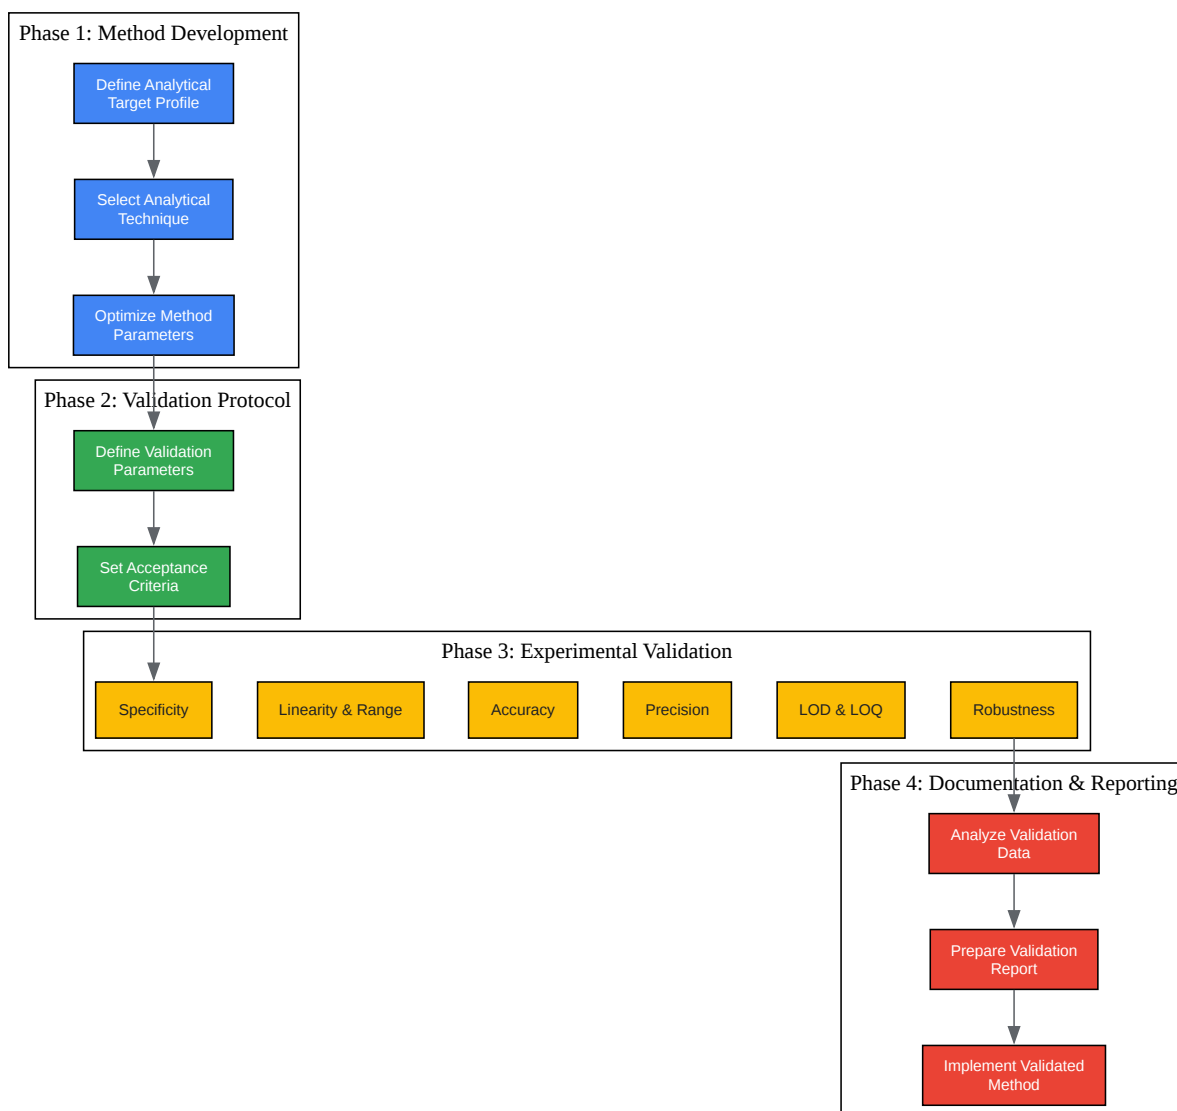 Phase 1: Method Development
Define Analytical
Target Profile
Select Analytical
Technique
Optimize Method
Parameters
Phase 2: Validation Protocol
Define Validation
Parameters
Set Acceptance
Criteria
Phase 3: Experimental Validation
Specificity
Linearity & Range
Accuracy
Precision
LOD & LOQ
Robustness
Phase 4: Documentation & Reporting
Analyze Validation
Data
Prepare Validation
Report
Implement Validated
Method